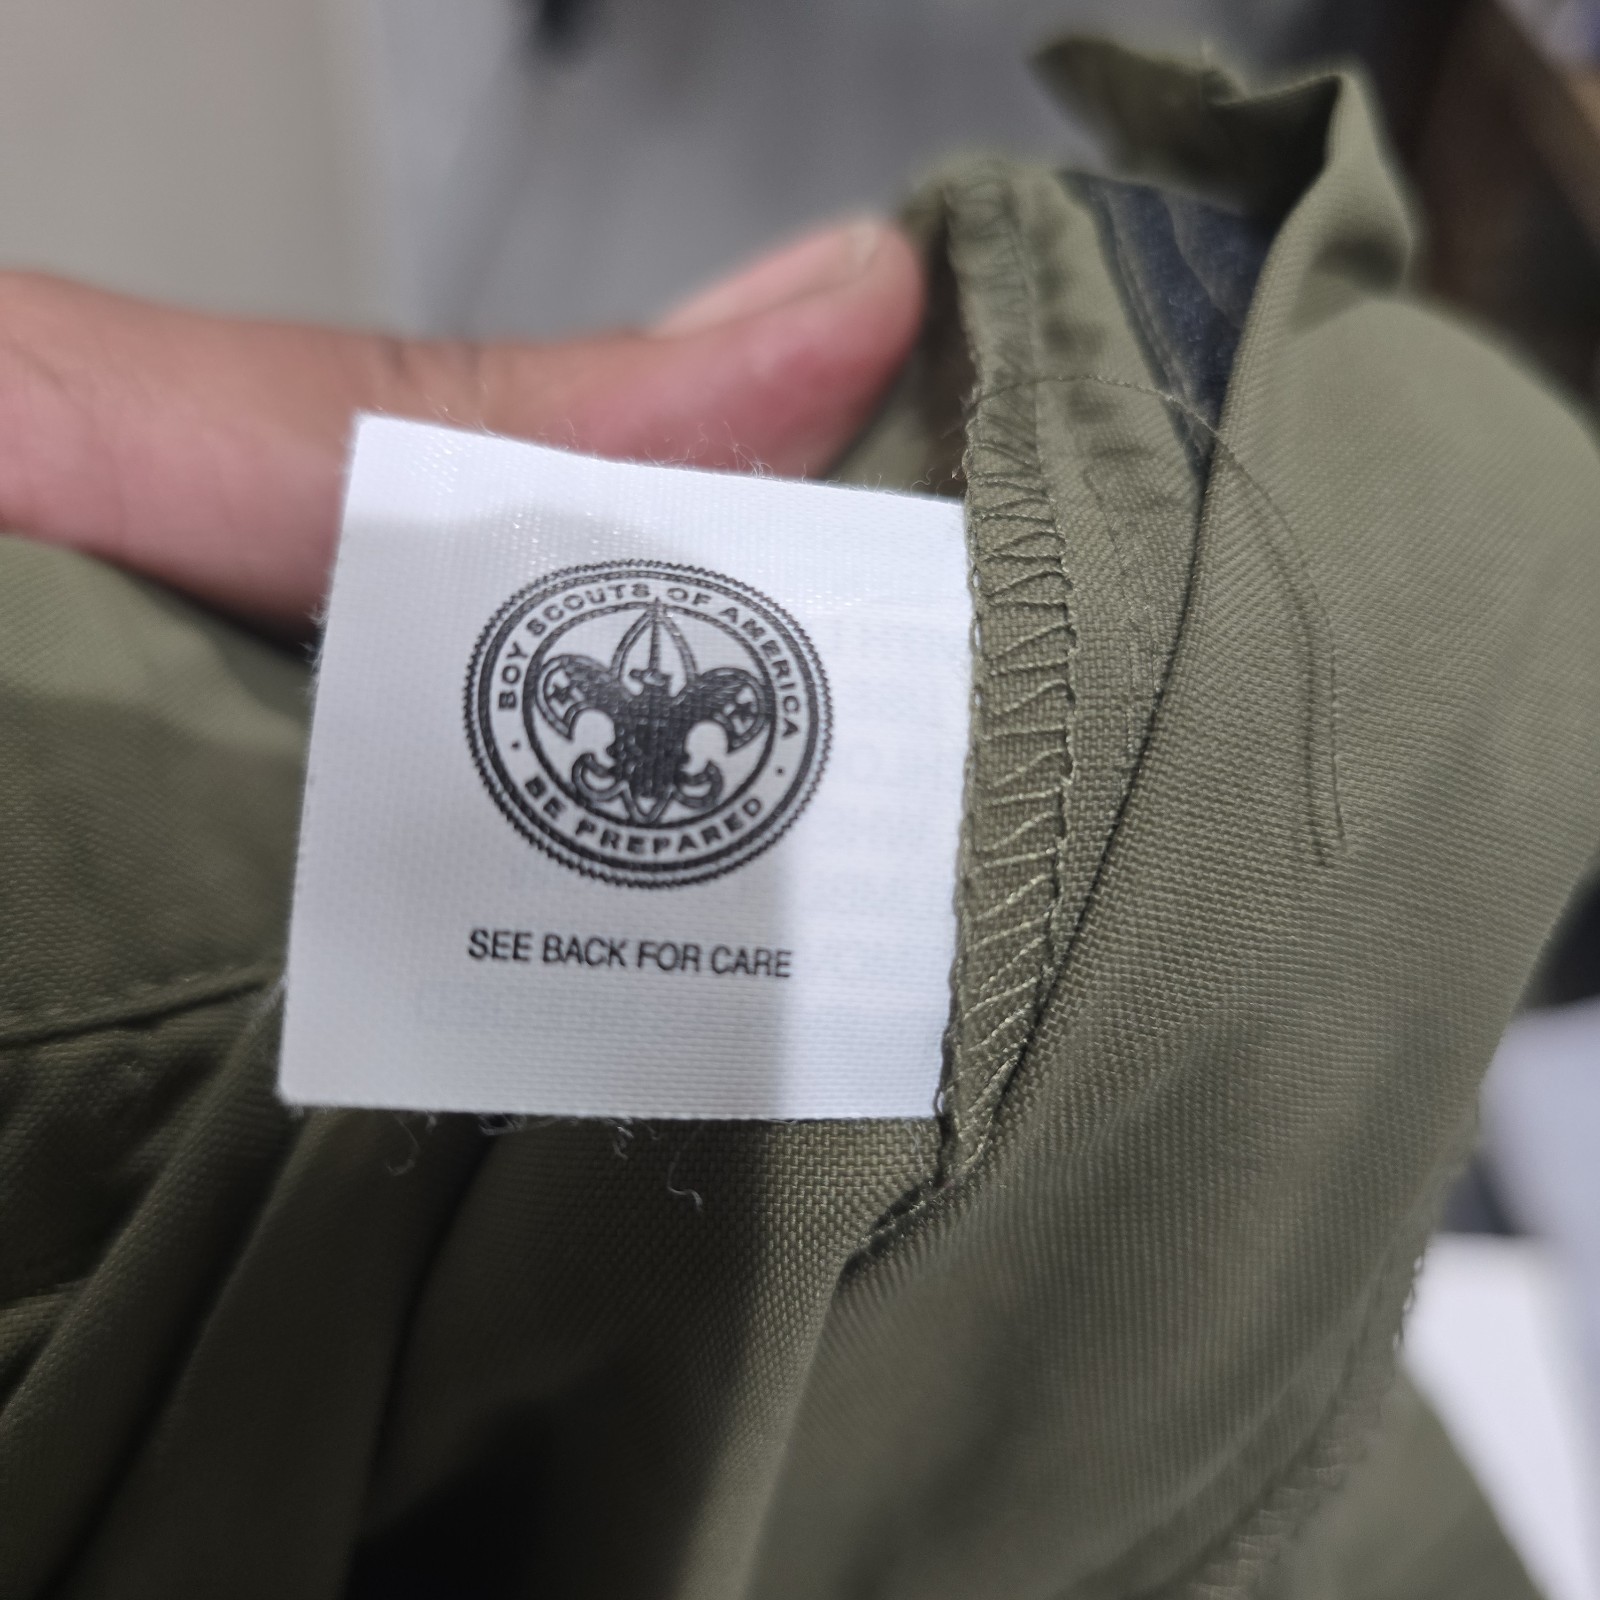 BOY SCOUTS OF AMERICA
BE PREPARED
SEE BACK FOR CARE